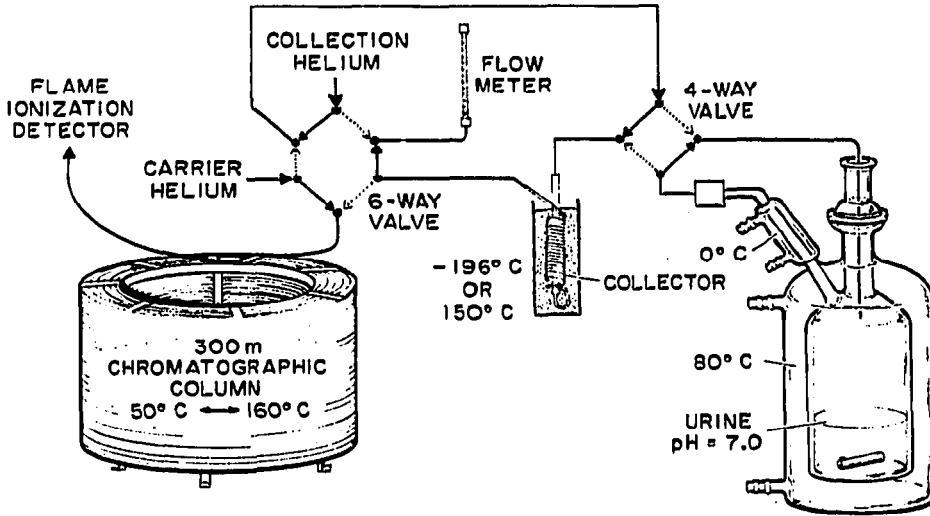 COLLECTION
HELIUM
FLOW
METER
4-WAY
VALVE
FLAME
IONIZATION
DETECTOR
CARRIER
HELIUM
6-WAY
VALVE
-196° C
OR
150° C
COLLECTOR
0° C
300 m
CHROMATOGRAPHIC
COLUMN
50° C ⟷ 160° C
80° C
URINE
pH = 7.0